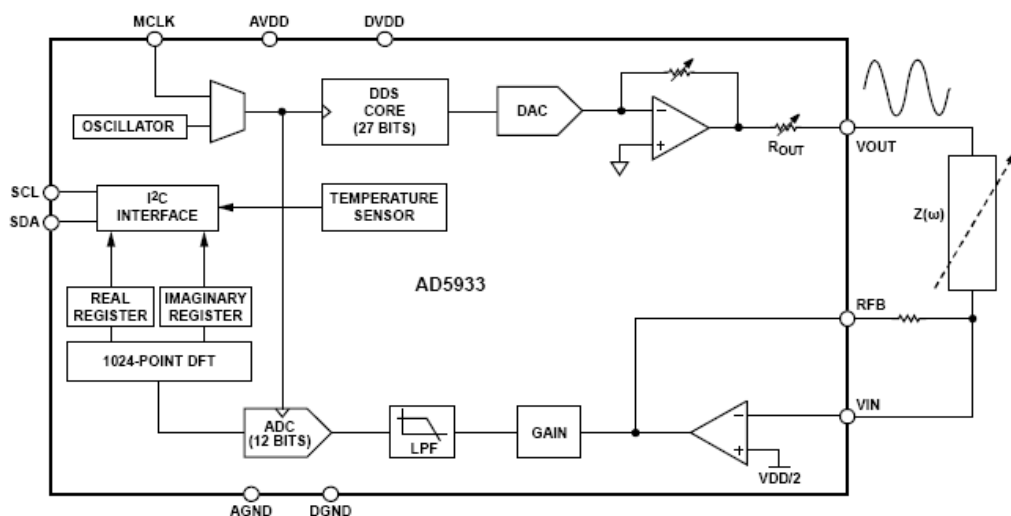 MCLK
AVDD
DVDD
OSCILLATOR
DDS
CORE
(27 BITS)
DAC
−
+
ROUT
VOUT
SCL
SDA
I2C
INTERFACE
TEMPERATURE
SENSOR
Z(ω)
AD5933
REAL
REGISTER
IMAGINARY
REGISTER
RFB
1024-POINT DFT
ADC
(12 BITS)
LPF
GAIN
−
+
VDD/2
VIN
AGND
DGND